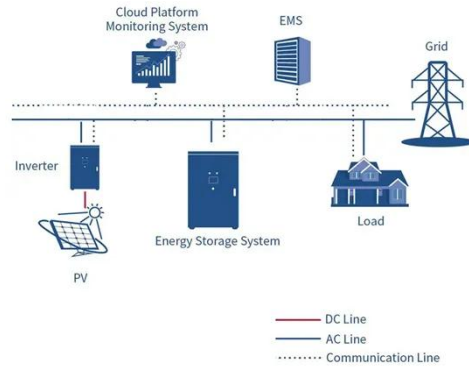 Cloud Platform
Monitoring System
EMS
Grid
Inverter
Energy Storage System
Load
PV
DC Line
AC Line
Communication Line